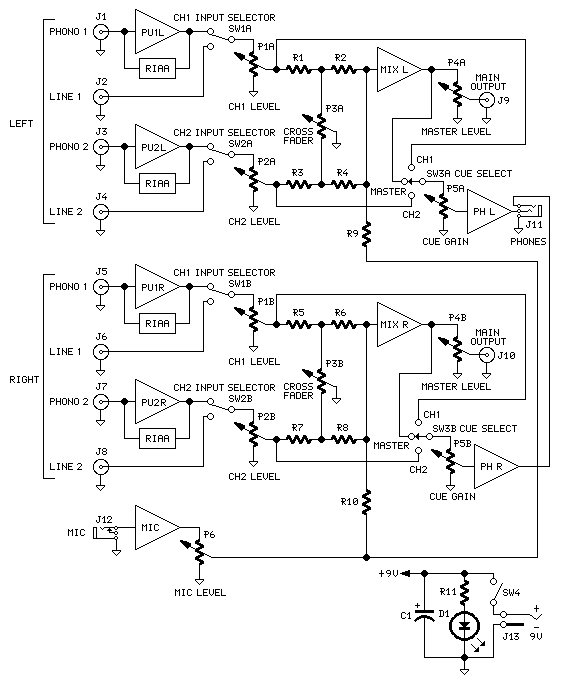 J1
CH1 INPUT SELECTOR
PHONO 1
PU1L
SW1A
P1A
RIAA
R1
R2
MIX L
P4A
MAIN
OUTPUT
J9
J2
LINE 1
CH1 LEVEL
P3A
CROSS
FADER
MASTER LEVEL
LEFT
J3
CH2 INPUT SELECTOR
PHONO 2
PU2L
SW2A
P2A
RIAA
R3
R4
CH1
SW3A CUE SELECT
MASTER
P5A
CH2
PH L
J11
PHONES
J4
LINE 2
CH2 LEVEL
R9
CUE GAIN
J5
CH1 INPUT SELECTOR
PHONO 1
PU1R
SW1B
P1B
RIAA
R5
R6
MIX R
P4B
MAIN
OUTPUT
J10
J6
LINE 1
CH1 LEVEL
P3B
CROSS
FADER
MASTER LEVEL
RIGHT
J7
CH2 INPUT SELECTOR
PHONO 2
PU2R
SW2B
P2B
RIAA
R7
R8
CH1
SW3B CUE SELECT
MASTER
P5B
CH2
PH R
J8
LINE 2
CH2 LEVEL
CUE GAIN
R10
J12
MIC
MIC
P6
MIC LEVEL
+9V
R11
SW4
+
C1
D1
+
−
9V
J13